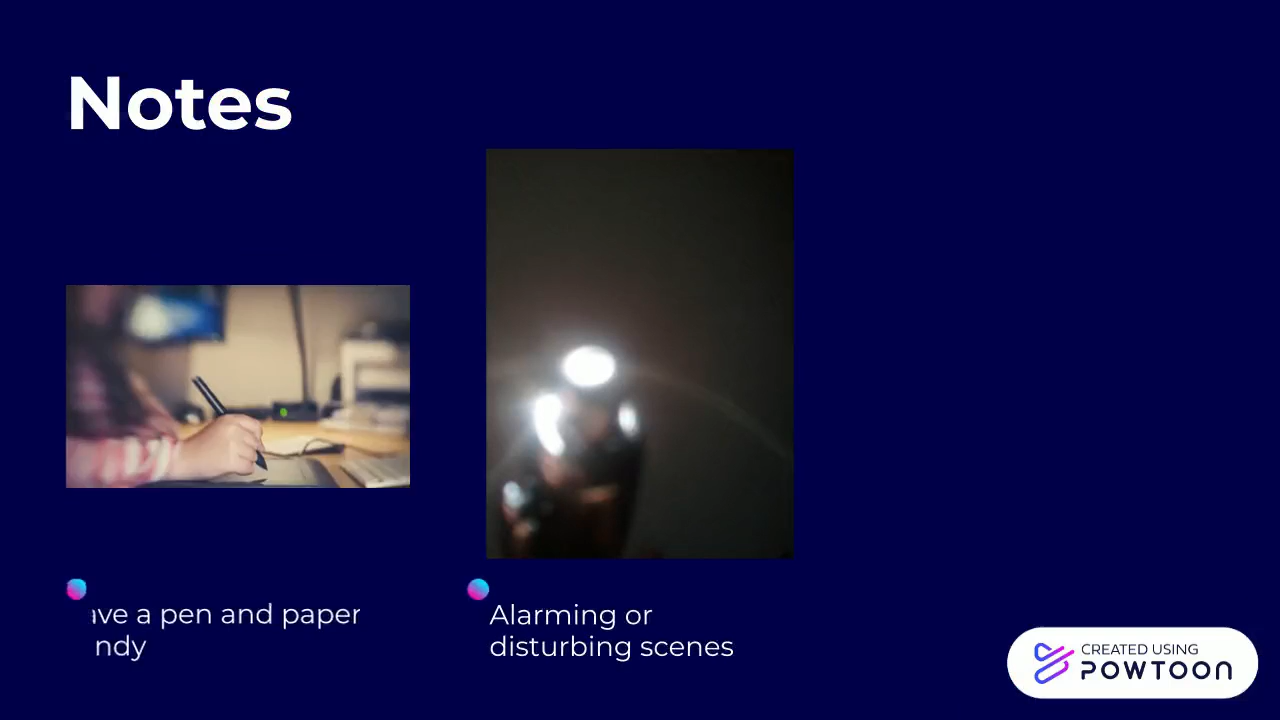 Notes
ave a pen and paper
ndy
Alarming or
disturbing scenes
CREATED USING
POWTOON